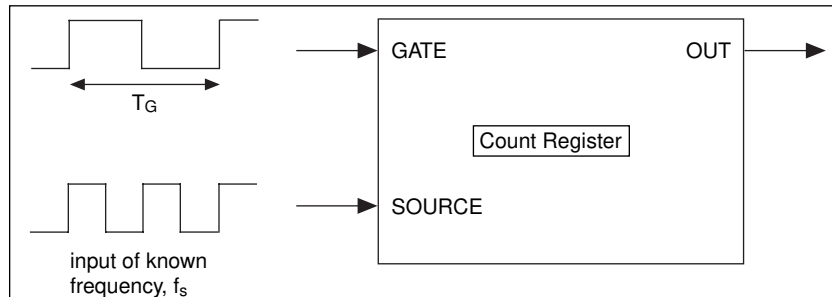 GATE
OUT
T_G
Count Register
SOURCE
input of known
frequency, f_s